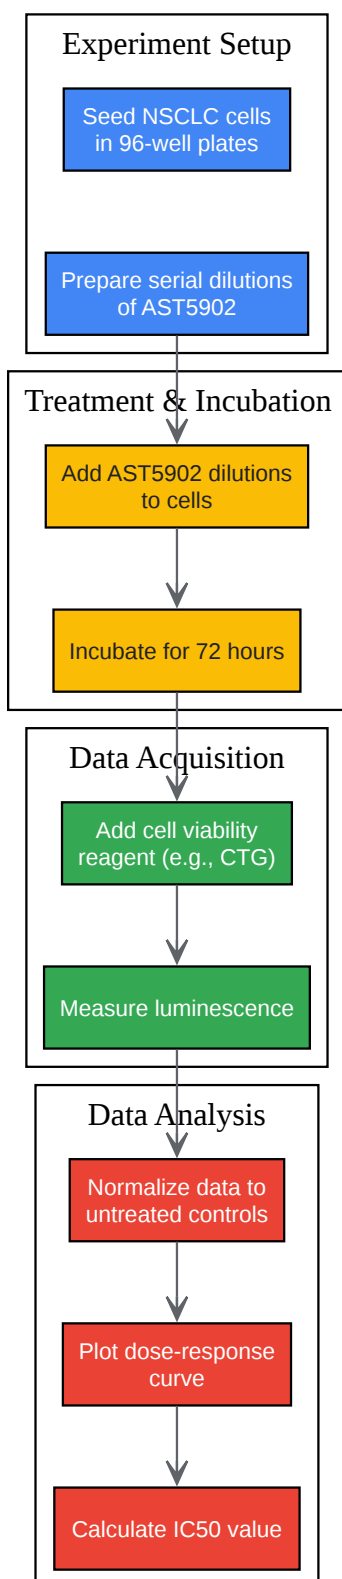 Experiment Setup
Seed NSCLC cells
in 96-well plates
Prepare serial dilutions
of AST5902
Treatment & Incubation
Add AST5902 dilutions
to cells
Incubate for 72 hours
Data Acquisition
Add cell viability
reagent (e.g., CTG)
Measure luminescence
Data Analysis
Normalize data to
untreated controls
Plot dose-response
curve
Calculate IC50 value